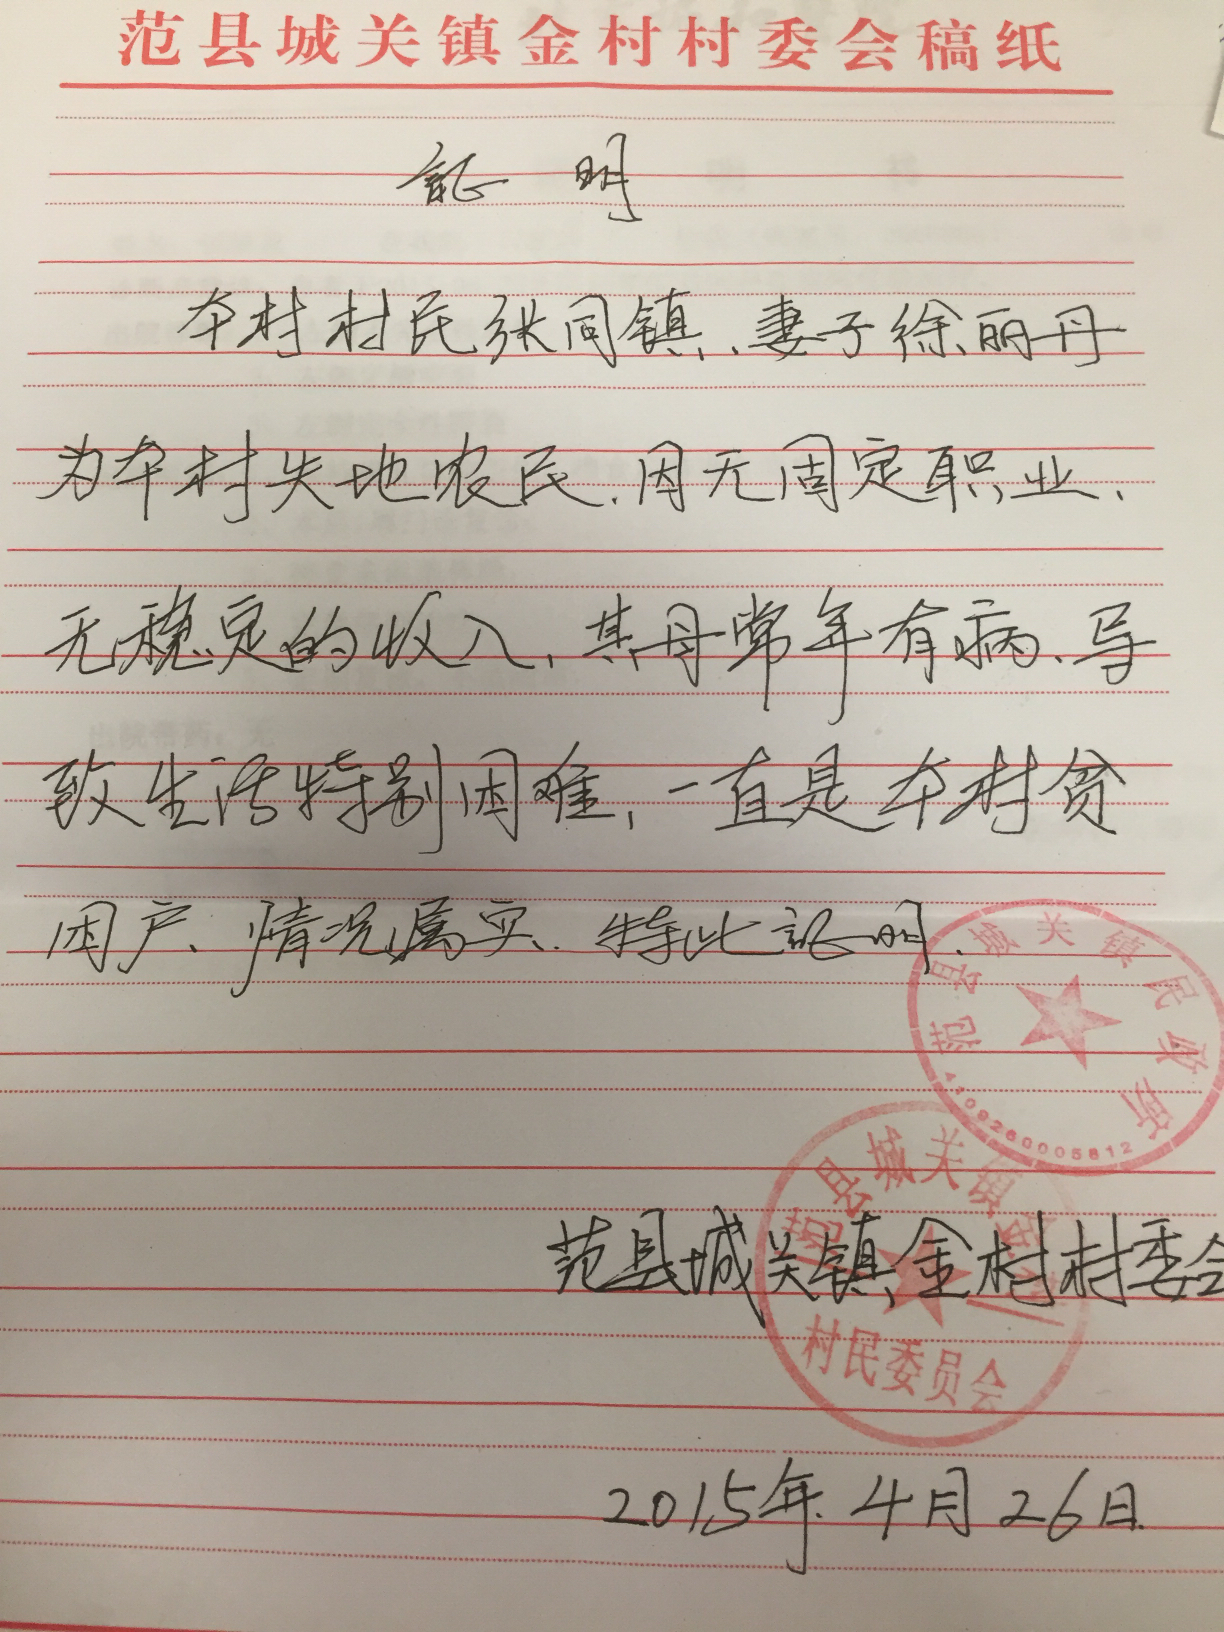 范县城关镇金村村委会稿纸
証明
本村村民张同镇、妻子徐丽丹
为本村失地农民.因无固定职业、
无稳定的收入、其母常年有病、导
致生活特别困难,一直是本村贫
困户、情况属实.特此証明.
范县城关镇民政所
4109260005812
范县城关镇金村
村民委员会
范县城关镇金村村委会
2015年4月26日